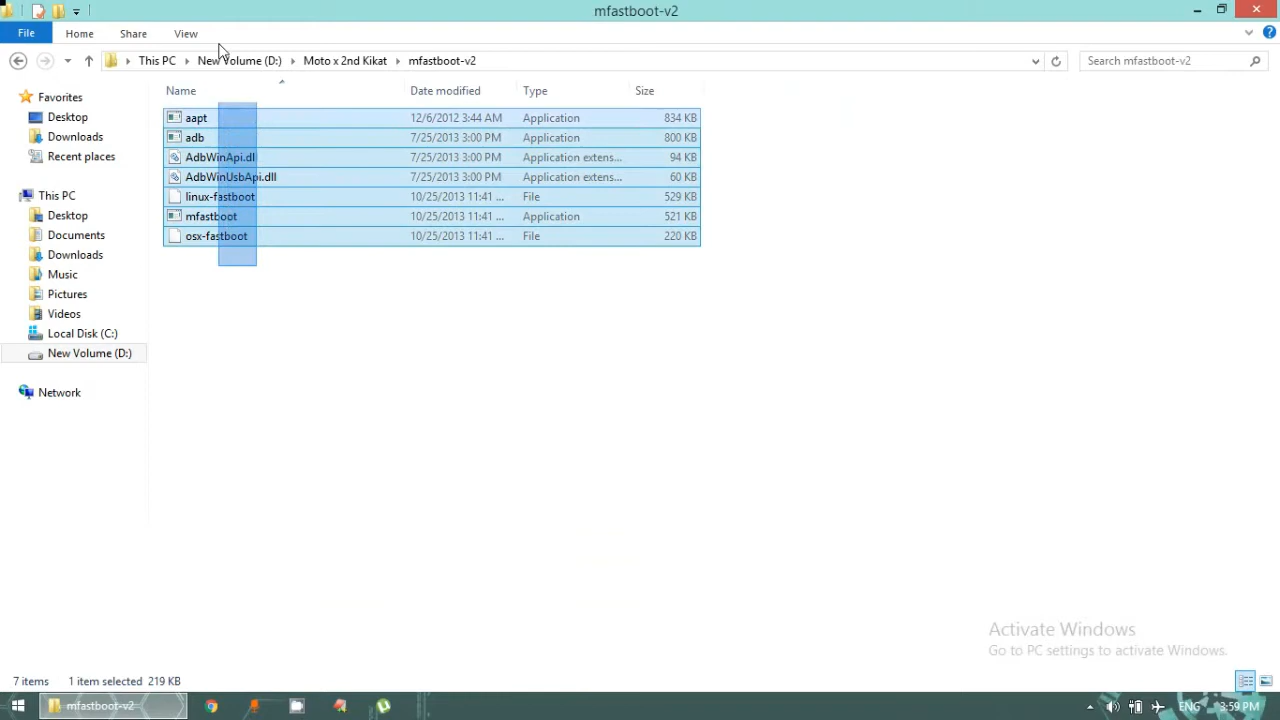 mfastboot-v2
File Home Share View
This PC New Volume (D:) Moto x 2nd Kikat mfastboot-v2 Search mfastboot-v2
Name Date modified Type Size
Favorites
Desktop
Downloads
Recent places
This PC
Desktop
Documents
Downloads
Music
Pictures
Videos
Local Disk (C:)
New Volume (D:)
Network
aapt 12/6/2012 3:44 AM Application 834 KB
adb 7/25/2013 3:00 PM Application 800 KB
AdbWinApi.dll 7/25/2013 3:00 PM Application extens... 94 KB
AdbWinUsbApi.dll 7/25/2013 3:00 PM Application extens... 60 KB
linux-fastboot 10/25/2013 11:41 ... File 529 KB
mfastboot 10/25/2013 11:41 ... Application 521 KB
osx-fastboot 10/25/2013 11:41 ... File 220 KB
Activate Windows
Go to PC settings to activate Windows.
7 items 1 item selected 219 KB
mfastboot-v2 ENG 3:59 PM